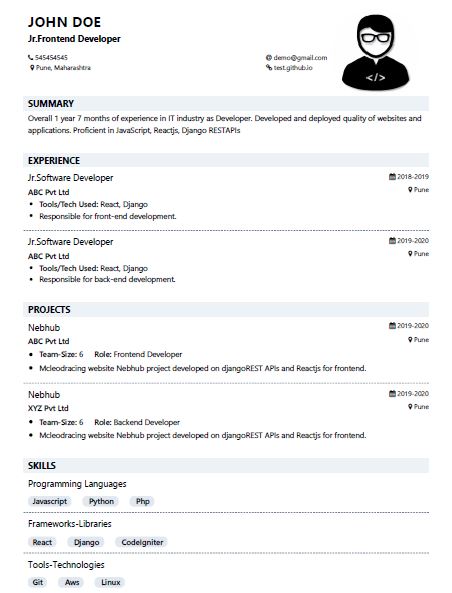 JOHN DOE
Jr.Frontend Developer
545454545
demo@gmail.com
Pune, Maharashtra
test.github.io
</>
SUMMARY
Overall 1 year 7 months of experience in IT industry as Developer. Developed and deployed quality of websites and
applications. Proficient in JavaScript, Reactjs, Django RESTAPIs
EXPERIENCE
Jr.Software Developer
2018-2019
ABC Pvt Ltd
Pune
• Tools/Tech Used: React, Django
• Responsible for front-end development.
Jr.Software Developer
2019-2020
ABC Pvt Ltd
Pune
• Tools/Tech Used: React, Django
• Responsible for back-end development.
PROJECTS
Nebhub
2019-2020
ABC Pvt Ltd
Pune
• Team-Size: 6 Role: Frontend Developer
• Mcleodracing website Nebhub project developed on djangoREST APIs and Reactjs for frontend.
Nebhub
2019-2020
XYZ Pvt Ltd
Pune
• Team-Size: 6 Role: Backend Developer
• Mcleodracing website Nebhub project developed on djangoREST APIs and Reactjs for frontend.
SKILLS
Programming Languages
Javascript Python Php
Frameworks-Libraries
React Django CodeIgniter
Tools-Technologies
Git Aws Linux